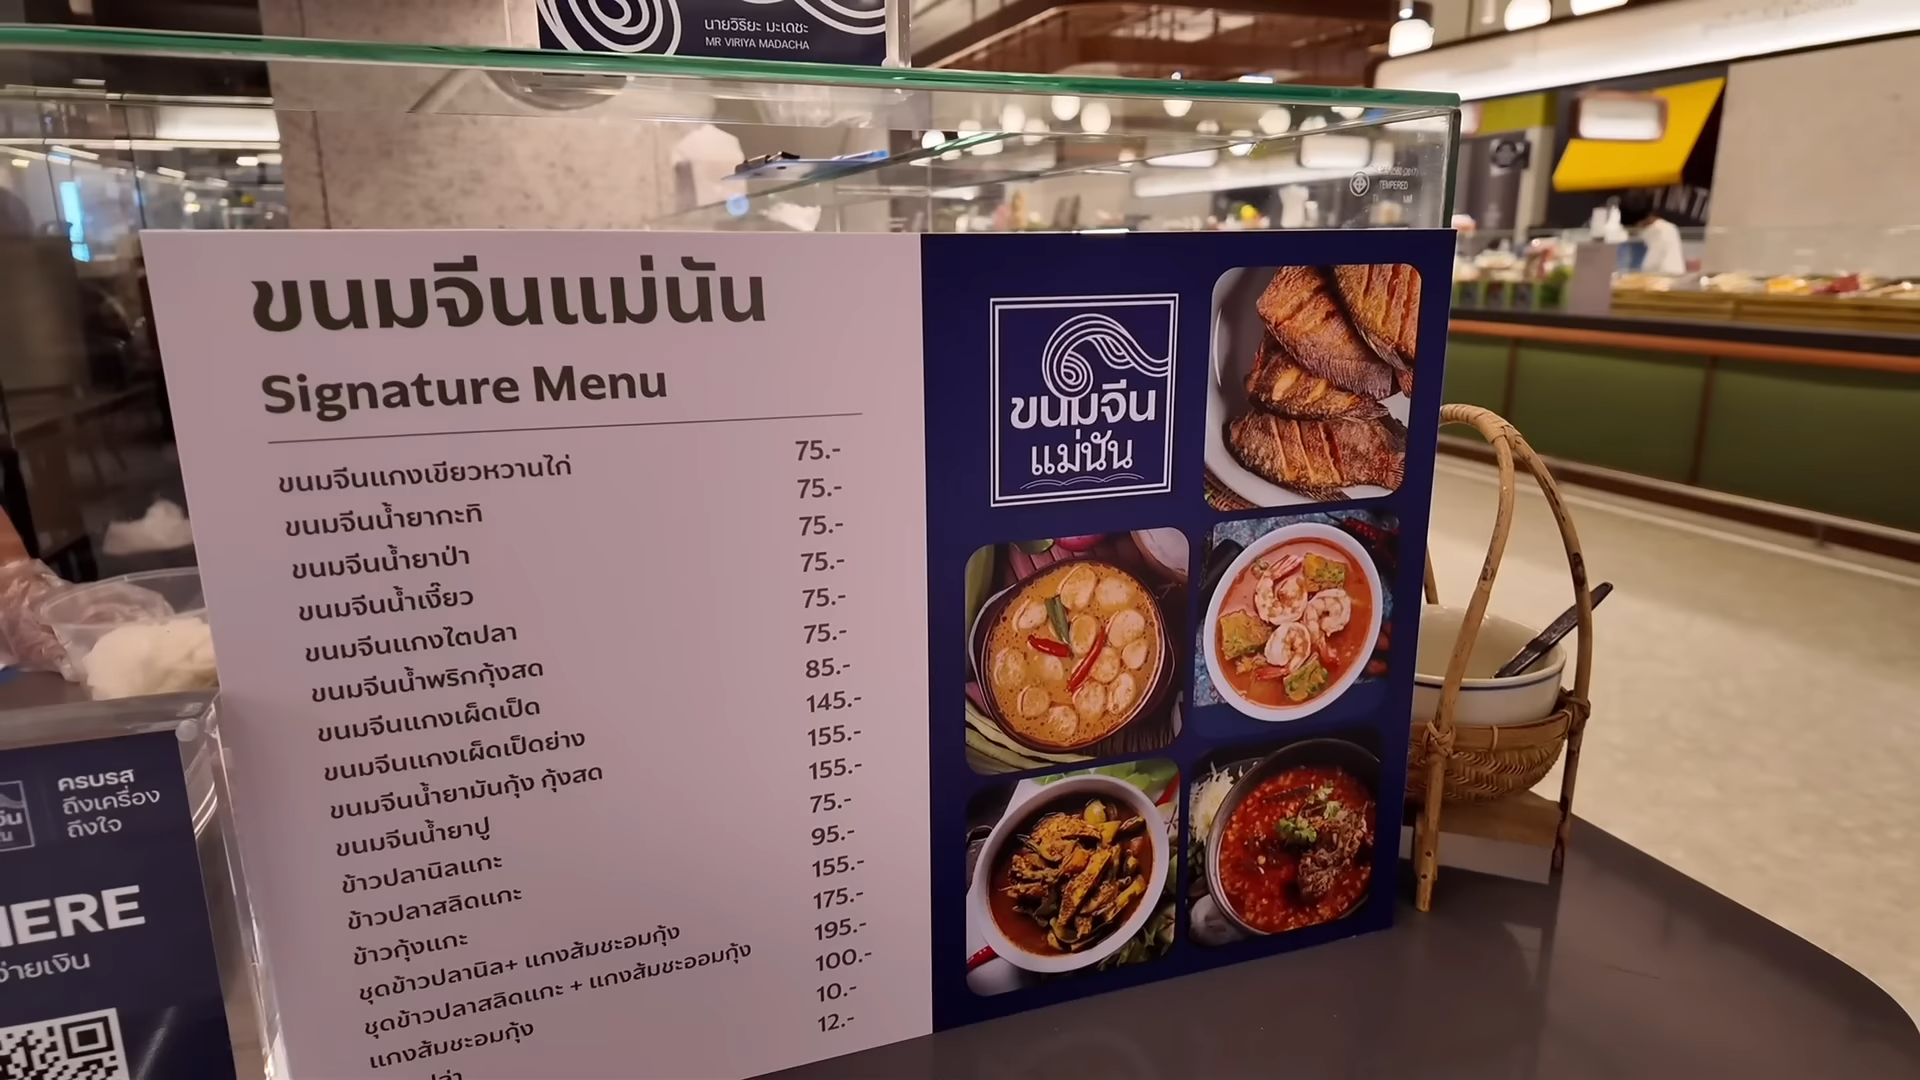 นายวิริยะ มะเดชะ
MR VIRIYA MADACHA
TEMPERED
ขนมจีนแม่นัน
Signature Menu
ขนมจีนแกงเขียวหวานไก่ 75.-
ขนมจีนน้ำยากะทิ 75.-
ขนมจีนน้ำยาป่า 75.-
ขนมจีนน้ำเงี๊ยว 75.-
ขนมจีนแกงไตปลา 75.-
ขนมจีนน้ำพริกกุ้งสด 75.-
ขนมจีนแกงเผ็ดเป็ด 85.-
ขนมจีนแกงเผ็ดเป็ดย่าง 145.-
ขนมจีนน้ำยามันกุ้ง กุ้งสด 155.-
ขนมจีนน้ำยาปู 155.-
ข้าวปลานิลแกะ 75.-
ข้าวปลาสลิดแกะ 95.-
ข้าวกุ้งแกะ 155.-
ชุดข้าวปลานิล+ แกงส้มชะอมกุ้ง 175.-
ชุดข้าวปลาสลิดแกะ + แกงส้มชะออมกุ้ง 195.-
แกงส้มชะอมกุ้ง 100.-
10.-
12.-
ขนมจีน
แม่นัน
ครบรส
ถึงเครื่อง
ถึงใจ
HERE
จ่ายเงิน